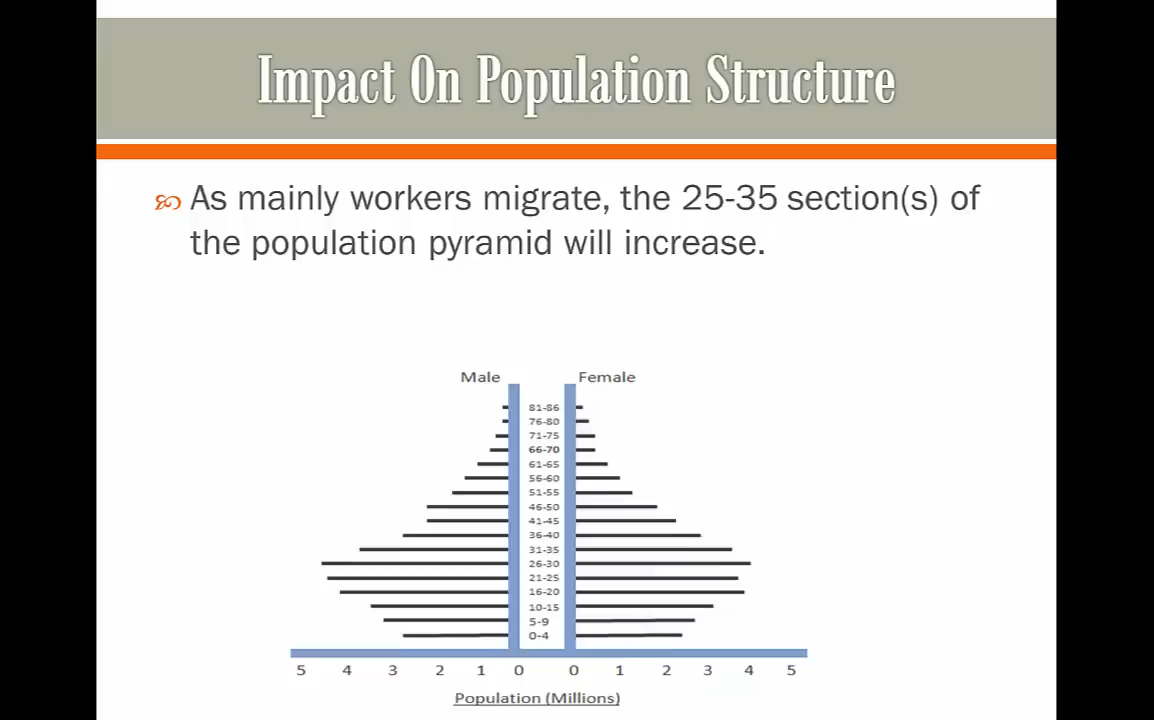 Impact On Population Structure
As mainly workers migrate, the 25-35 section(s) of
the population pyramid will increase.
Male Female
81-86
76-80
71-75
66-70
61-65
56-60
51-55
46-50
41-45
36-40
31-35
26-30
21-25
16-20
10-15
5-9
0-4
5 4 3 2 1 0 0 1 2 3 4 5
Population (Millions)